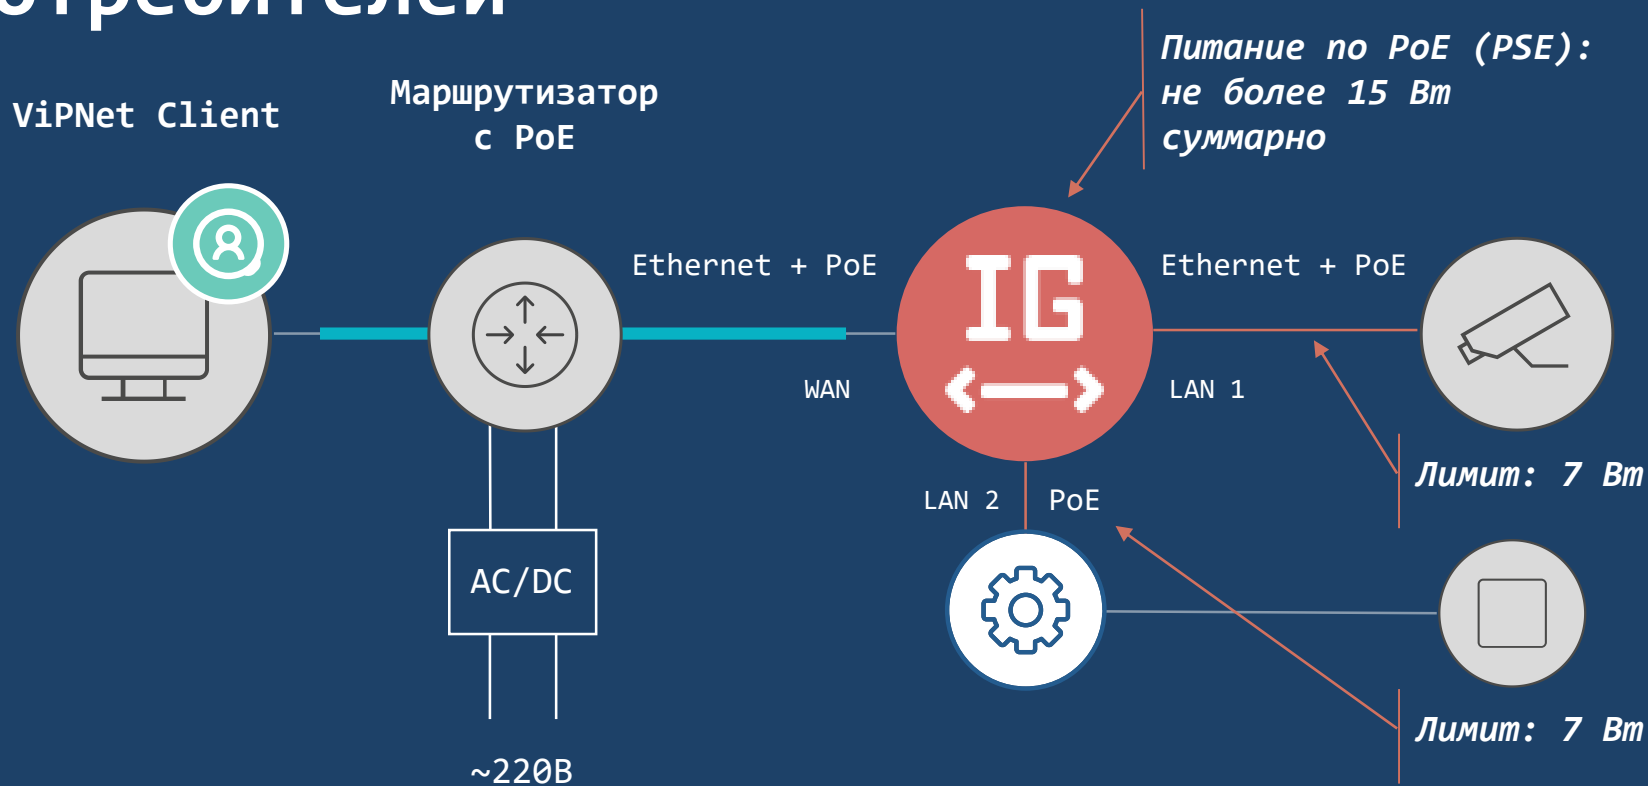 Питание по PoE (PSE):
не более 15 Вт
суммарно
ViPNet Client
Маршрутизатор
с PoE
Ethernet + PoE
IG
Ethernet + PoE
WAN
LAN 1
Лимит: 7 Вт
LAN 2
PoE
AC/DC
Лимит: 7 Вт
~220В